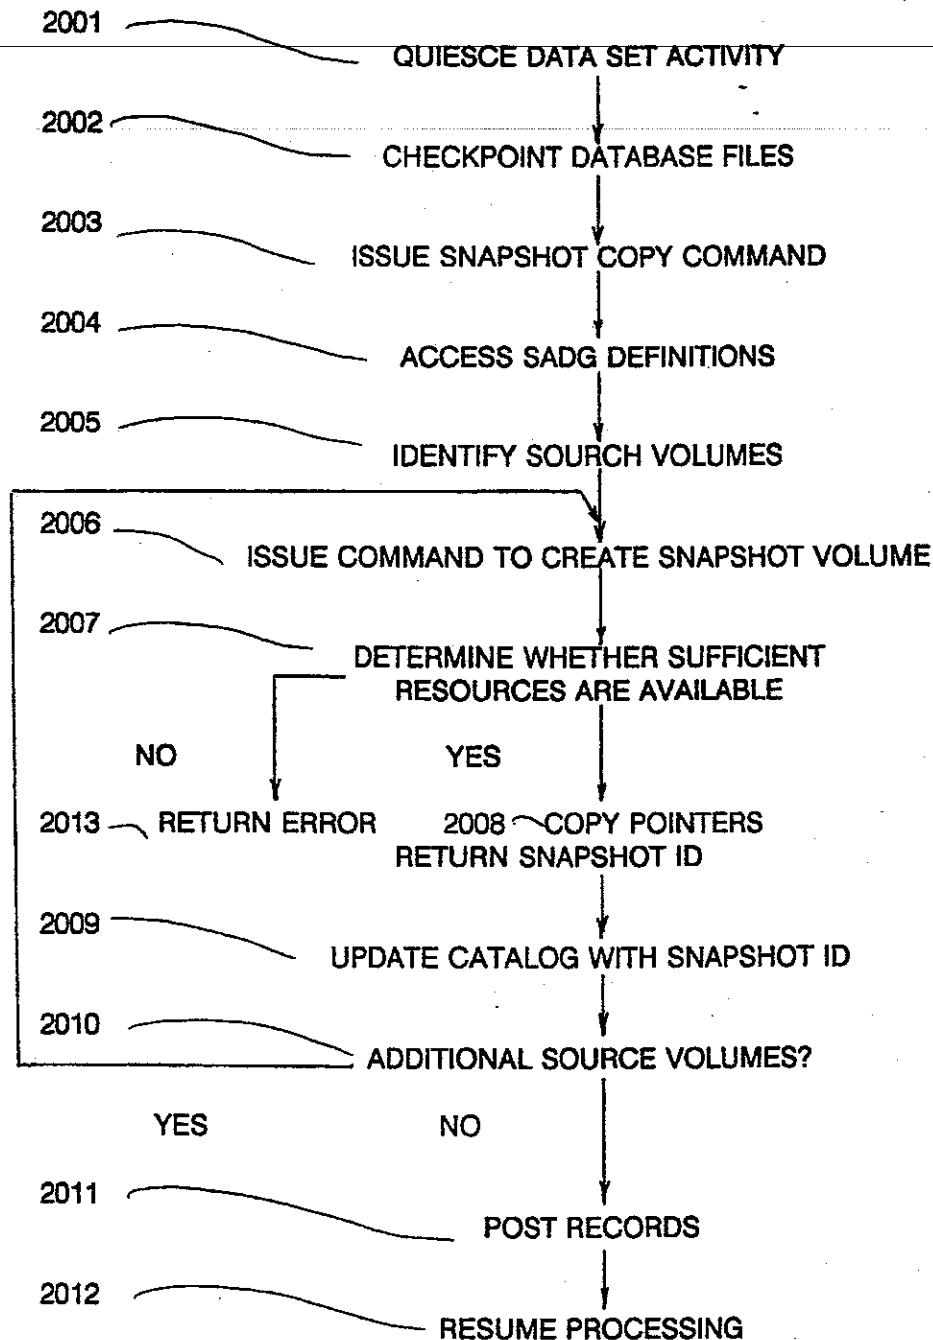 2001
QUIESCE DATA SET ACTIVITY
2002
CHECKPOINT DATABASE FILES
2003
ISSUE SNAPSHOT COPY COMMAND
2004
ACCESS SADG DEFINITIONS
2005
IDENTIFY SOURCH VOLUMES
2006
ISSUE COMMAND TO CREATE SNAPSHOT VOLUME
2007
DETERMINE WHETHER SUFFICIENT
RESOURCES ARE AVAILABLE
NO YES
2013 RETURN ERROR 2008 COPY POINTERS
RETURN SNAPSHOT ID
2009
UPDATE CATALOG WITH SNAPSHOT ID
2010
ADDITIONAL SOURCE VOLUMES?
YES NO
2011
POST RECORDS
2012
RESUME PROCESSING